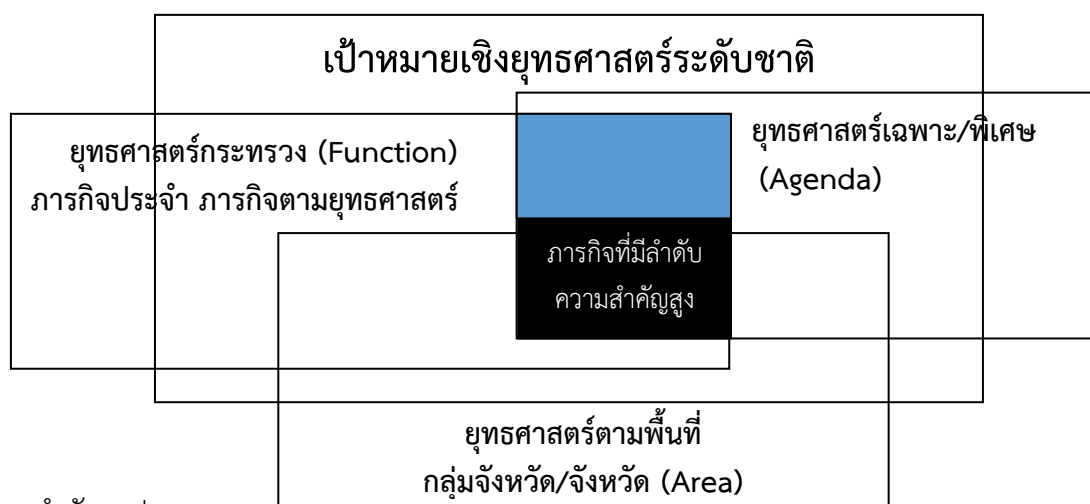 เป้าหมายเชิงยุทธศาสตร์ระดับชาติ
ยุทธศาสตร์กระทรวง (Function)
ภารกิจประจำ ภารกิจตามยุทธศาสตร์
ยุทธศาสตร์เฉพาะ/พิเศษ
(Agenda)
ภารกิจที่มีลำดับ
ความสำคัญสูง
ยุทธศาสตร์ตามพื้นที่
กลุ่มจังหวัด/จังหวัด (Area)